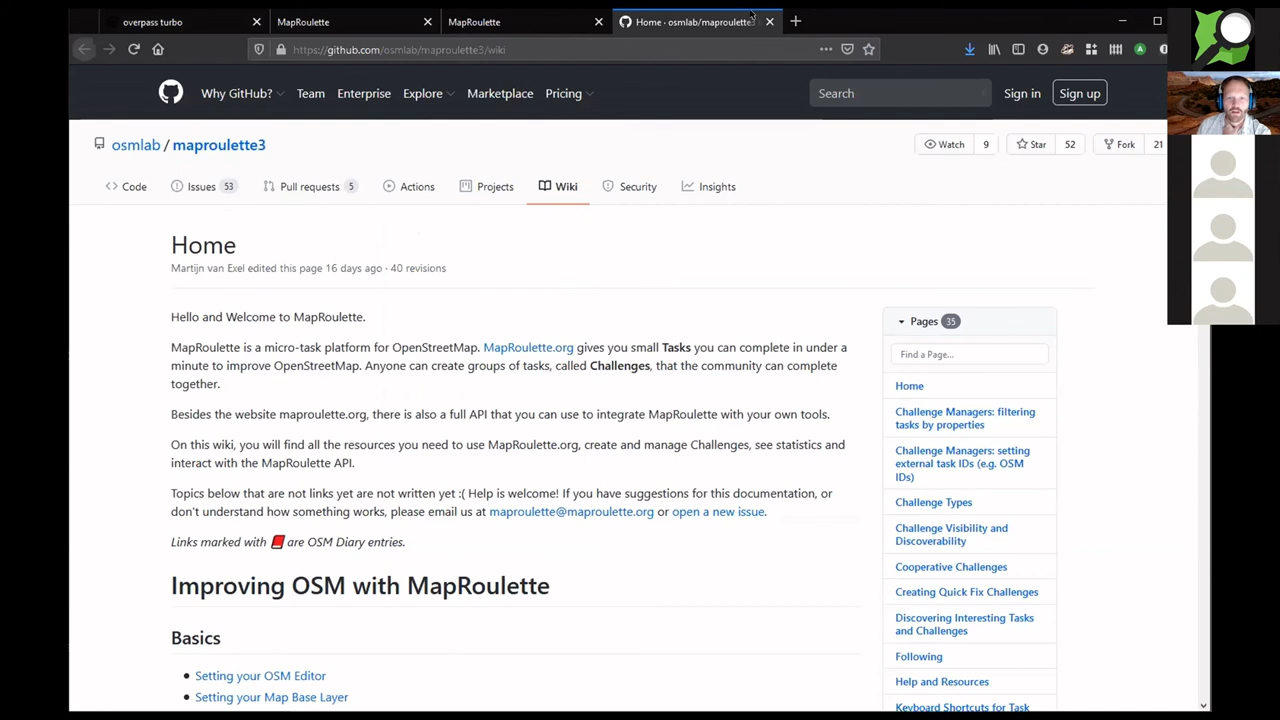 overpass turbo
MapRoulette
MapRoulette
Home · osmlab/maproulette3
https://github.com/osmlab/maproulette3/wiki
Why GitHub?
Team
Enterprise
Explore
Marketplace
Pricing
Search
Sign in
Sign up
osmlab / maproulette3
Watch 9
Star 52
Fork 21
Code
Issues 53
Pull requests 5
Actions
Projects
Wiki
Security
Insights
Home
Martijn van Exel edited this page 16 days ago · 40 revisions
Hello and Welcome to MapRoulette.
MapRoulette is a micro-task platform for OpenStreetMap. MapRoulette.org gives you small Tasks you can complete in under a
minute to improve OpenStreetMap. Anyone can create groups of tasks, called Challenges, that the community can complete
together.
Besides the website maproulette.org, there is also a full API that you can use to integrate MapRoulette with your own tools.
On this wiki, you will find all the resources you need to use MapRoulette.org, create and manage Challenges, see statistics and
interact with the MapRoulette API.
Topics below that are not links yet are not written yet :( Help is welcome! If you have suggestions for this documentation, or
don't understand how something works, please email us at maproulette@maproulette.org or open a new issue.
Links marked with 📕 are OSM Diary entries.
Improving OSM with MapRoulette
Basics
• Setting your OSM Editor
• Setting your Map Base Layer
Pages 35
Find a Page...
Home
Challenge Managers: filtering
tasks by properties
Challenge Managers: setting
external task IDs (e.g. OSM
IDs)
Challenge Types
Challenge Visibility and
Discoverability
Cooperative Challenges
Creating Quick Fix Challenges
Discovering Interesting Tasks
and Challenges
Following
Help and Resources
Keyboard Shortcuts for Task